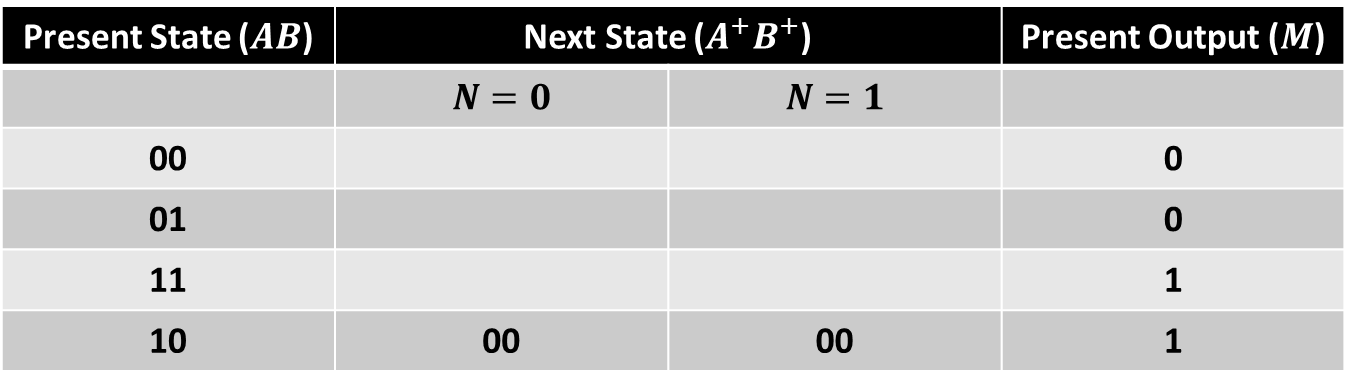 Present State (AB) Next State (A⁺B⁺) Present Output (M)
N = 0 N = 1
00 0
01 0
11 1
10 00 00 1